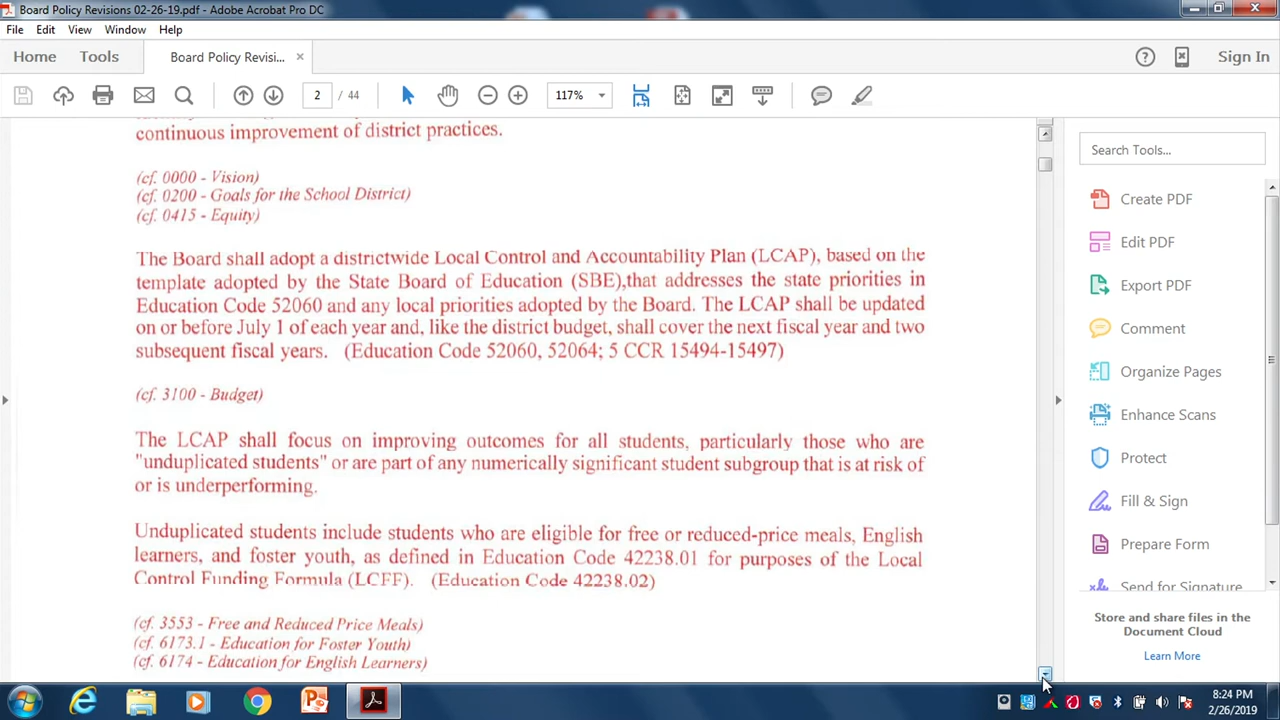 Board Policy Revisions 02-26-19.pdf - Adobe Acrobat Pro DC
File Edit View Window Help
Home Tools Board Policy Revisi... × Sign In
2 / 44 117%
continuous improvement of district practices.
(cf. 0000 - Vision)
(cf. 0200 - Goals for the School District)
(cf. 0415 - Equity)
The Board shall adopt a districtwide Local Control and Accountability Plan (LCAP), based on the
template adopted by the State Board of Education (SBE),that addresses the state priorities in
Education Code 52060 and any local priorities adopted by the Board. The LCAP shall be updated
on or before July 1 of each year and, like the district budget, shall cover the next fiscal year and two
subsequent fiscal years. (Education Code 52060, 52064; 5 CCR 15494-15497)
(cf. 3100 - Budget)
The LCAP shall focus on improving outcomes for all students, particularly those who are
"unduplicated students" or are part of any numerically significant student subgroup that is at risk of
or is underperforming.
Unduplicated students include students who are eligible for free or reduced-price meals, English
learners, and foster youth, as defined in Education Code 42238.01 for purposes of the Local
Control Funding Formula (LCFF). (Education Code 42238.02)
(cf. 3553 - Free and Reduced Price Meals)
(cf. 6173.1 - Education for Foster Youth)
(cf. 6174 - Education for English Learners)
Search Tools...
Create PDF
Edit PDF
Export PDF
Comment
Organize Pages
Enhance Scans
Protect
Fill & Sign
Prepare Form
Send for Signature
Store and share files in the
Document Cloud
Learn More
8:24 PM
2/26/2019